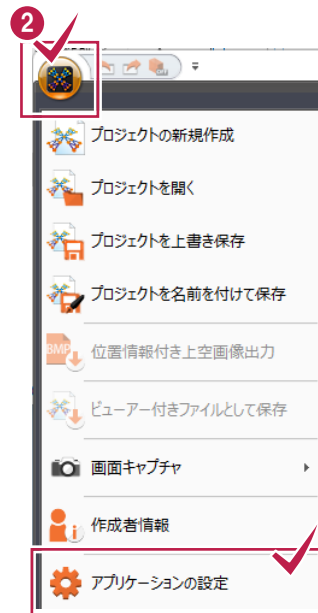 2
プロジェクトの新規作成
プロジェクトを開く
プロジェクトを上書き保存
プロジェクトを名前を付けて保存
BMP
位置情報付き上空画像出力
ビューアー付きファイルとして保存
画面キャプチャ
作成者情報
アプリケーションの設定